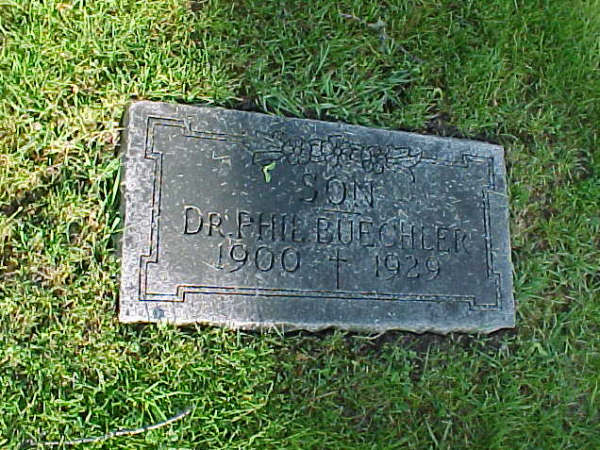 SON
DR. PHIL BUECHLER
1900 † 1929